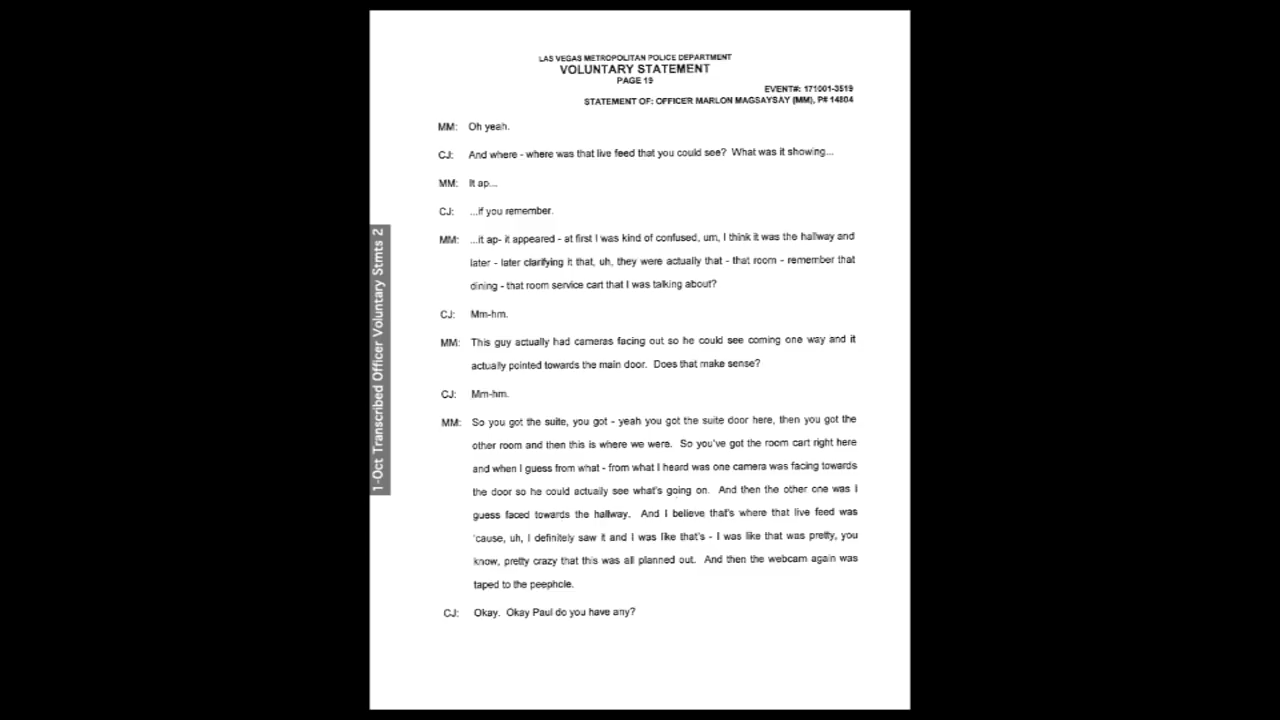 LAS VEGAS METROPOLITAN POLICE DEPARTMENT
VOLUNTARY STATEMENT
PAGE 19
EVENT#: 171001-3519
STATEMENT OF: OFFICER MARLON MAGSAYSAY (MM), P# 14804
MM: Oh yeah.
CJ: And where - where was that live feed that you could see? What was it showing...
MM: It ap...
CJ: ...if you remember.
MM: ...it ap- it appeared - at first I was kind of confused, um, I think it was the hallway and
later - later clarifying it that, uh, they were actually that - that room - remember that
dining - that room service cart that I was talking about?
CJ: Mm-hm.
MM: This guy actually had cameras facing out so he could see coming one way and it
actually pointed towards the main door. Does that make sense?
CJ: Mm-hm.
MM: So you got the suite, you got - yeah you got the suite door here, then you got the
other room and then this is where we were. So you've got the room cart right here
and when I guess from what - from what I heard was one camera was facing towards
the door so he could actually see what's going on. And then the other one was I
guess faced towards the hallway. And I believe that's where that live feed was
'cause, uh, I definitely saw it and I was like that's - I was like that was pretty, you
know, pretty crazy that this was all planned out. And then the webcam again was
taped to the peephole.
CJ: Okay. Okay Paul do you have any?
1-Oct Transcribed Officer Voluntary Stmts 2